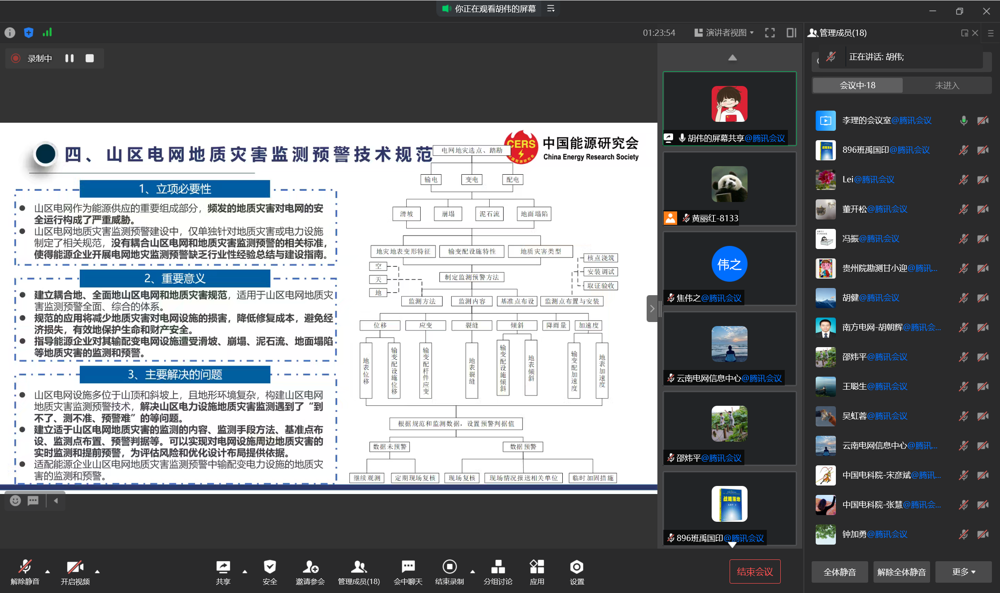 你正在观看胡伟的屏幕
01:23:54
演讲者视图
管理成员(18)
录制中
正在讲话: 胡伟;
会议中·18
未进入
四、山区电网地质灾害监测预警技术规范
CERS
中国能源研究会
China Energy Research Society
1、立项必要性
山区电网作为能源供应的重要组成部分，频发的地质灾害对电网的安
全运行构成了严重威胁。
山区电网地质灾害监测预警建设中，仅单独针对地质灾害或电力设施
制定了相关规范，没有耦合山区电网和地质灾害监测预警的相关标准，
使得能源企业开展电网地灾监测预警缺乏行业性经验总结与建设指南。
2、重要意义
建立耦合地、全面地山区电网和地质灾害规范，适用于山区电网地质灾
害监测预警全面、综合的体系。
规范的应用将减少地质灾害对电网设施的损害，降低修复成本，避免经
济损失，有效地保护生命和财产安全。
指导能源企业对其输配变电网设施遭受滑坡、崩塌、泥石流、地面塌陷
等地质灾害的监测和预警。
3、主要解决的问题
山区电网设施多位于山顶和斜坡上，且地形环境复杂，构建山区电网
地质灾害监测预警技术，解决山区电力设施地质灾害监测遇到了“到
不了、测不准、预警难”的等问题。
建立适于山区电网地质灾害的监测的内容、监测手段方法、基准点布
设、监测点布置、预警判据等。可以实现对电网设施周边地质灾害的
实时监测和提前预警，为评估风险和优化设计布局提供依据。
适配能源企业山区电网地质灾害监测预警中输配变电力设施的地质灾
害的监测和预警。
电网地灾选点、踏勘
输电
变电
配电
滑坡
崩塌
泥石流
地面塌陷
地灾地表变形特征
输变配设施特性
地质灾害类型
空
天
地
制定监测预警方法
核点浇筑
安装调试
取证验收
监测方法
监测内容
基准点布设
监测点布置与安装
位移
应变
裂缝
倾斜
降雨量
加速度
地表位移
输变配设施位移
输变配杆件应变
地表裂缝
输变配设施倾斜
地表倾斜
输变配加速度
地表加速度
根据规范和监测数据，设置预警判据值
数据未预警
数据预警
继续观测
定期现场复核
现场复核
现场情况报送相关单位
临时加固措施
胡伟的屏幕共享@腾讯会议
黄丽红-8133
伟之
焦伟之@腾讯会议
云南电网信息中心@腾讯会议
邵炜平@腾讯会议
战略落地
896班禹国印@腾讯会议
李理的会议室@腾讯会议
896班禹国印@腾讯会议
Lei@腾讯会议
董开松@腾讯会议
冯振@腾讯会议
贵州院勘测甘小迎@腾讯...
胡健@腾讯会议
南方电网-胡朝辉@腾讯会...
邵炜平@腾讯会议
王聪生@腾讯会议
吴虹蓉@腾讯会议
云南电网信息中心@腾讯...
中国电科院-宋彦斌@腾讯...
中国电科院-张慧@腾讯会...
钟加勇@腾讯会议
全体静音
解除全体静音
更多
解除静音
开启视频
共享
安全
邀请参会
管理成员(18)
会中聊天
结束录制
分组讨论
应用
设置
结束会议